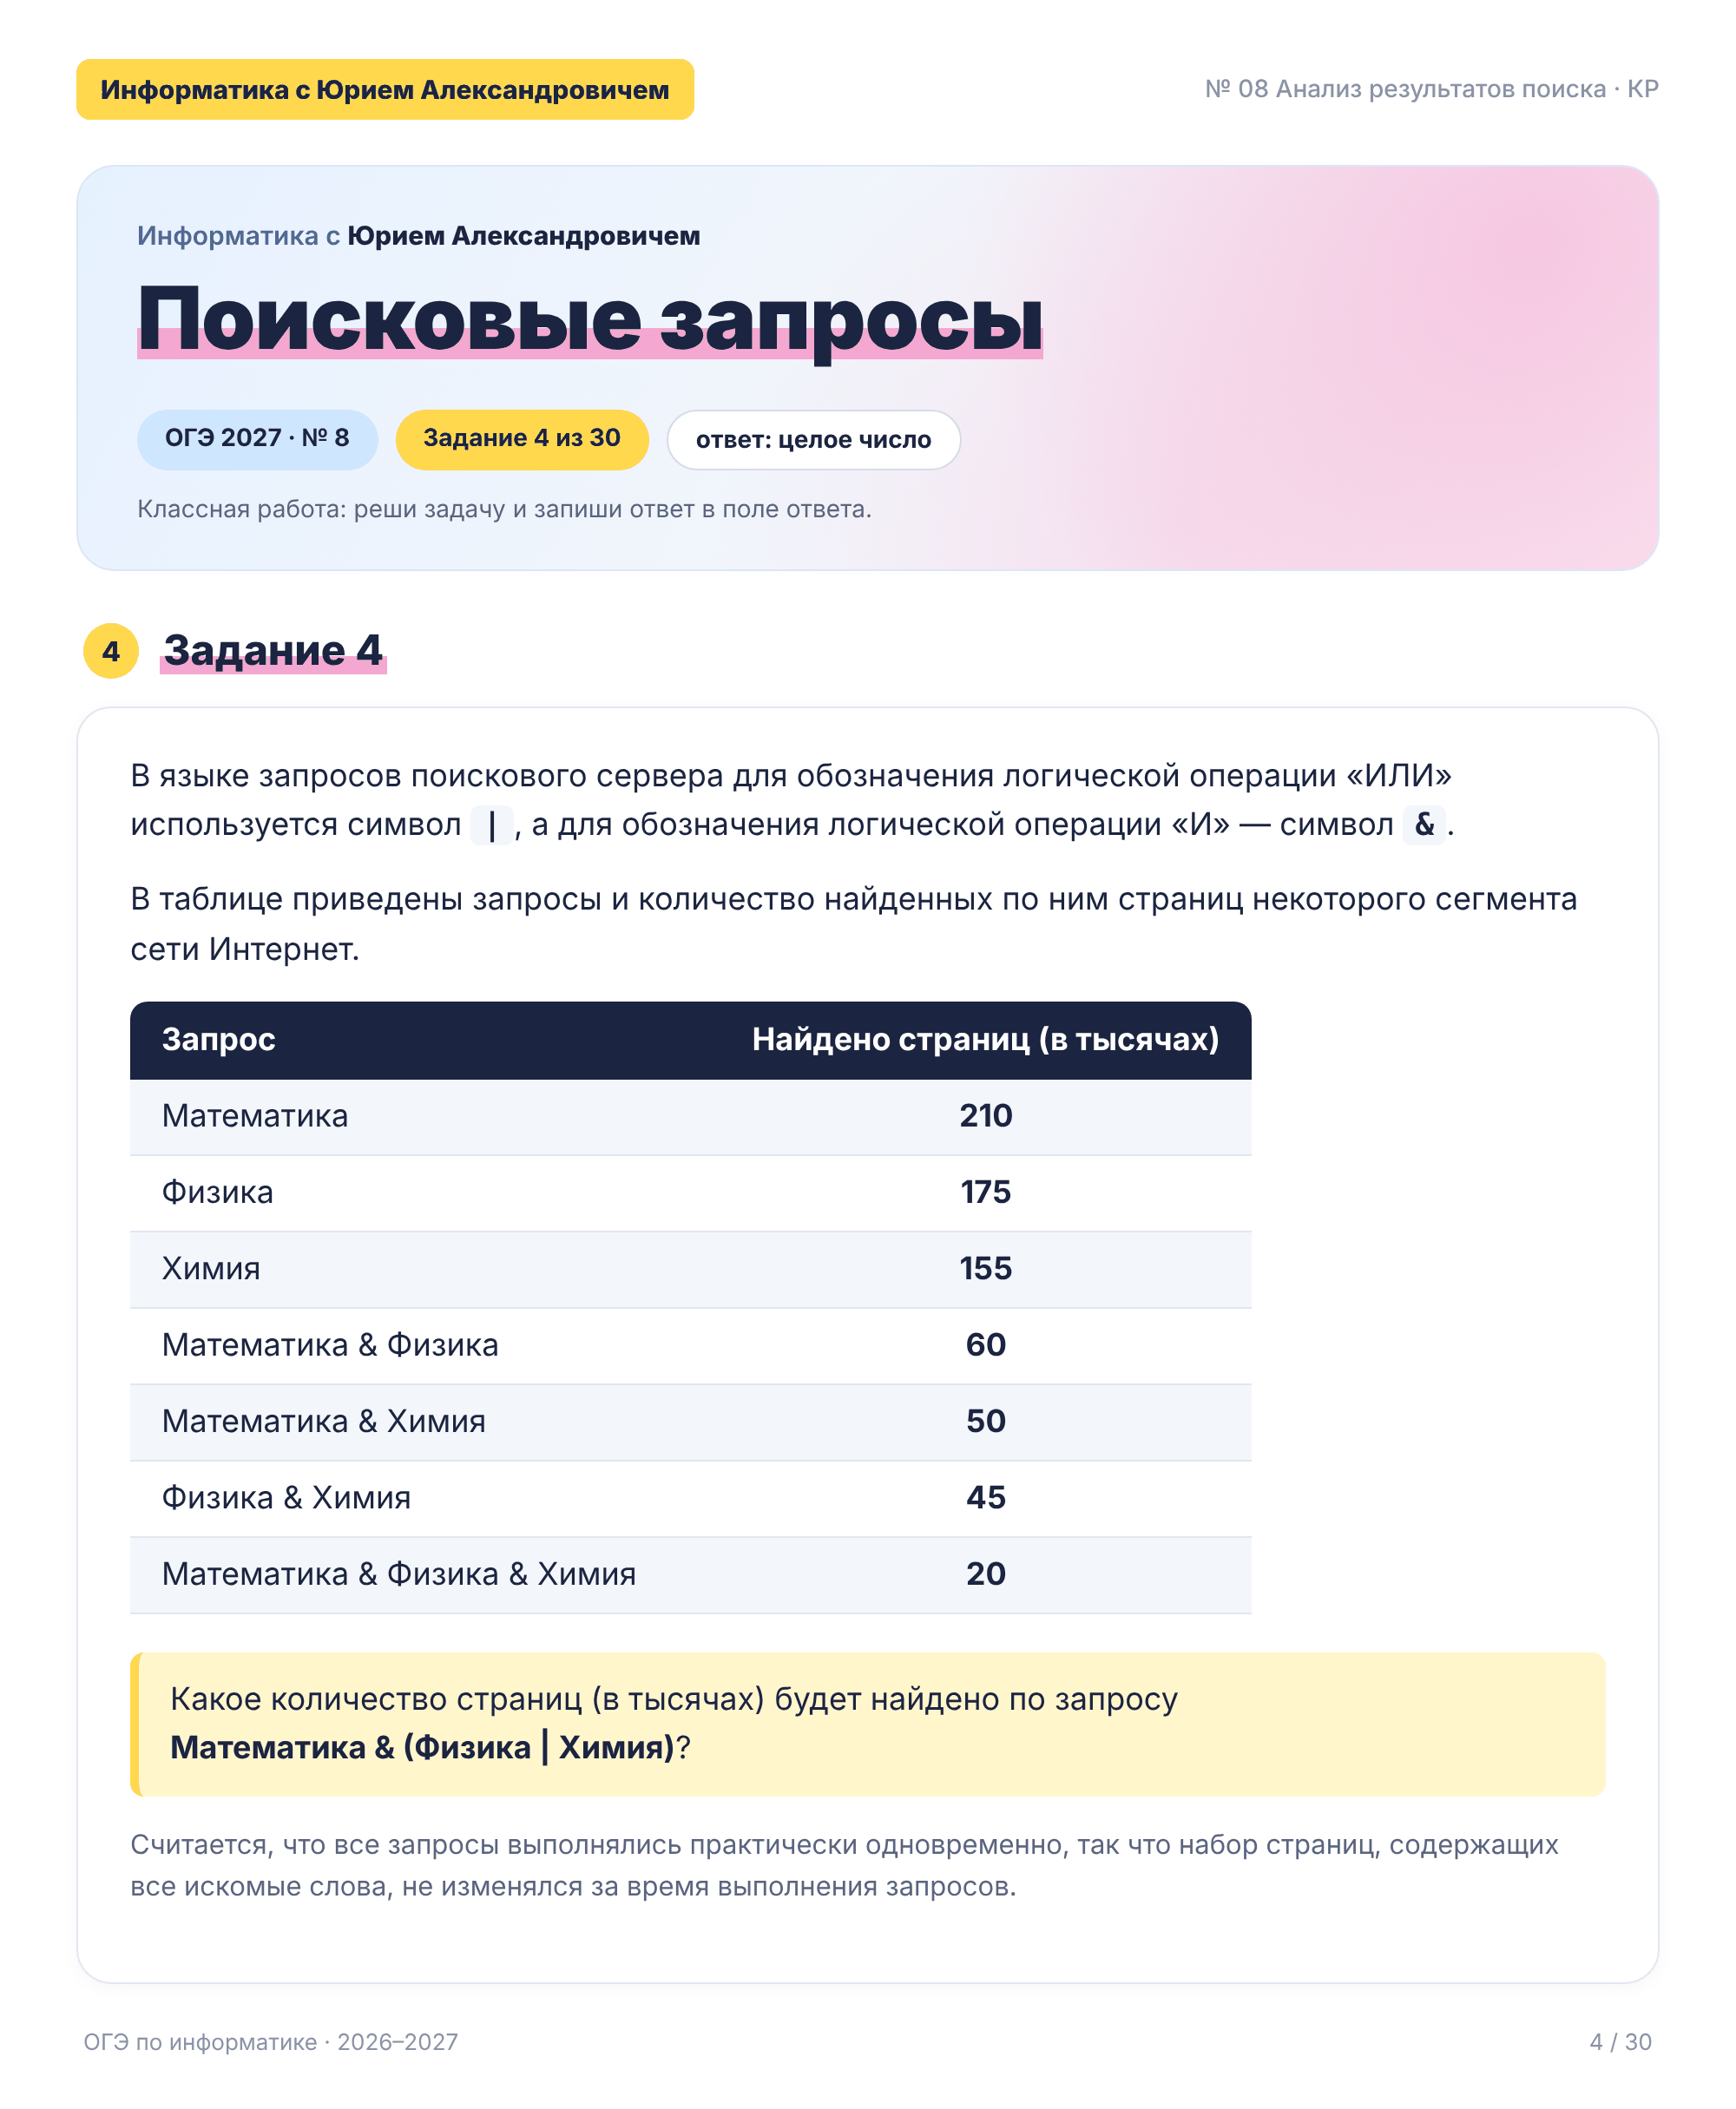 Информатика с Юрием Александровичем
№ 08 Анализ результатов поиска · КР
Информатика с Юрием Александровичем
Поисковые запросы
ОГЭ 2027 · № 8
Задание 4 из 30
ответ: целое число
Классная работа: реши задачу и запиши ответ в поле ответа.
4 Задание 4
В языке запросов поискового сервера для обозначения логической операции «ИЛИ»
используется символ |, а для обозначения логической операции «И» — символ &.
В таблице приведены запросы и количество найденных по ним страниц некоторого сегмента
сети Интернет.
Запрос Найдено страниц (в тысячах)
Математика 210
Физика 175
Химия 155
Математика & Физика 60
Математика & Химия 50
Физика & Химия 45
Математика & Физика & Химия 20
Какое количество страниц (в тысячах) будет найдено по запросу
Математика & (Физика | Химия)?
Считается, что все запросы выполнялись практически одновременно, так что набор страниц, содержащих
все искомые слова, не изменялся за время выполнения запросов.
ОГЭ по информатике · 2026–2027
4 / 30